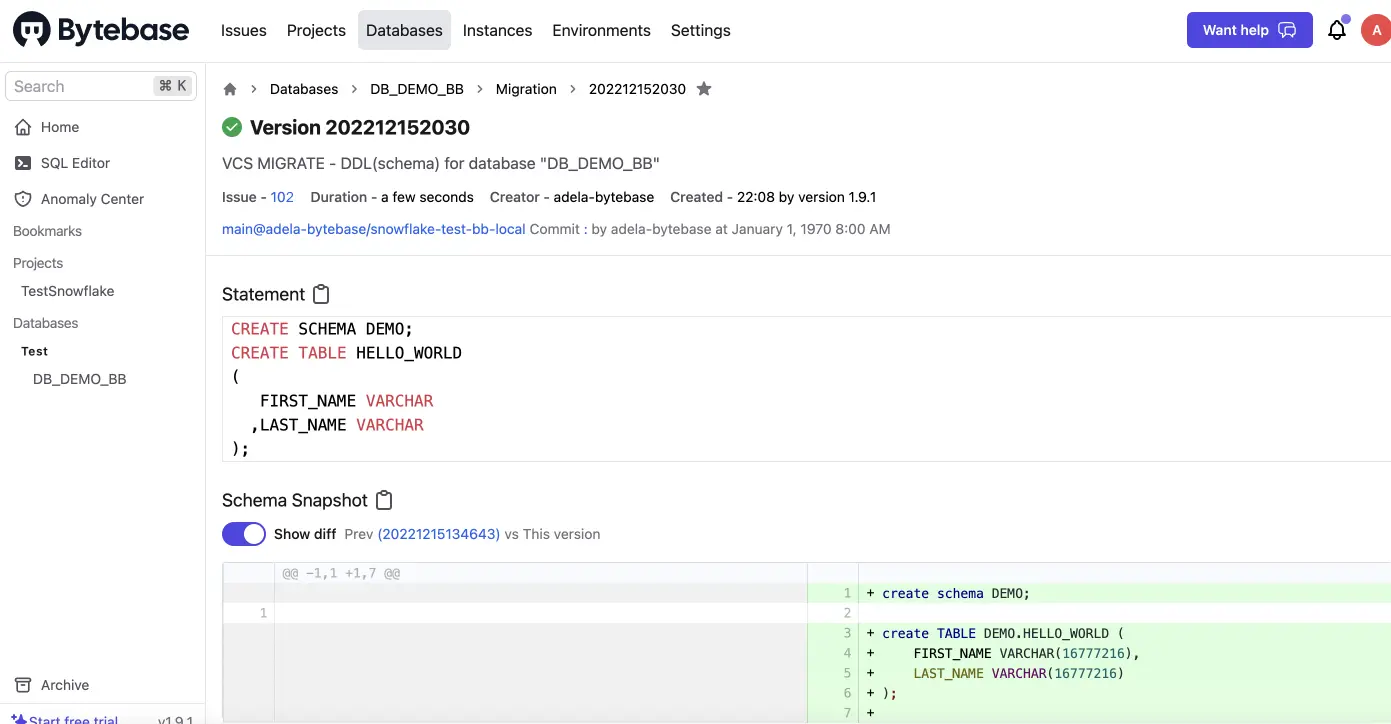 Bytebase Issues Projects Databases Instances Environments Settings Want help A
Search ⌘ K
Home
SQL Editor
Anomaly Center
Bookmarks
Projects
TestSnowflake
Databases
Test
DB_DEMO_BB
Archive
Start free trial v1.9.1
Databases > DB_DEMO_BB > Migration > 202212152030
Version 202212152030
VCS MIGRATE - DDL(schema) for database "DB_DEMO_BB"
Issue - 102 Duration - a few seconds Creator - adela-bytebase Created - 22:08 by version 1.9.1
main@adela-bytebase/snowflake-test-bb-local Commit : by adela-bytebase at January 1, 1970 8:00 AM
Statement
CREATE SCHEMA DEMO;
CREATE TABLE HELLO_WORLD
(
FIRST_NAME VARCHAR
,LAST_NAME VARCHAR
);
Schema Snapshot
Show diff Prev (20221215134643) vs This version
@@ -1,1 +1,7 @@
1 + create schema DEMO;
1 2
3 + create TABLE DEMO.HELLO_WORLD (
4 + FIRST_NAME VARCHAR(16777216),
5 + LAST_NAME VARCHAR(16777216)
6 + );
7 +